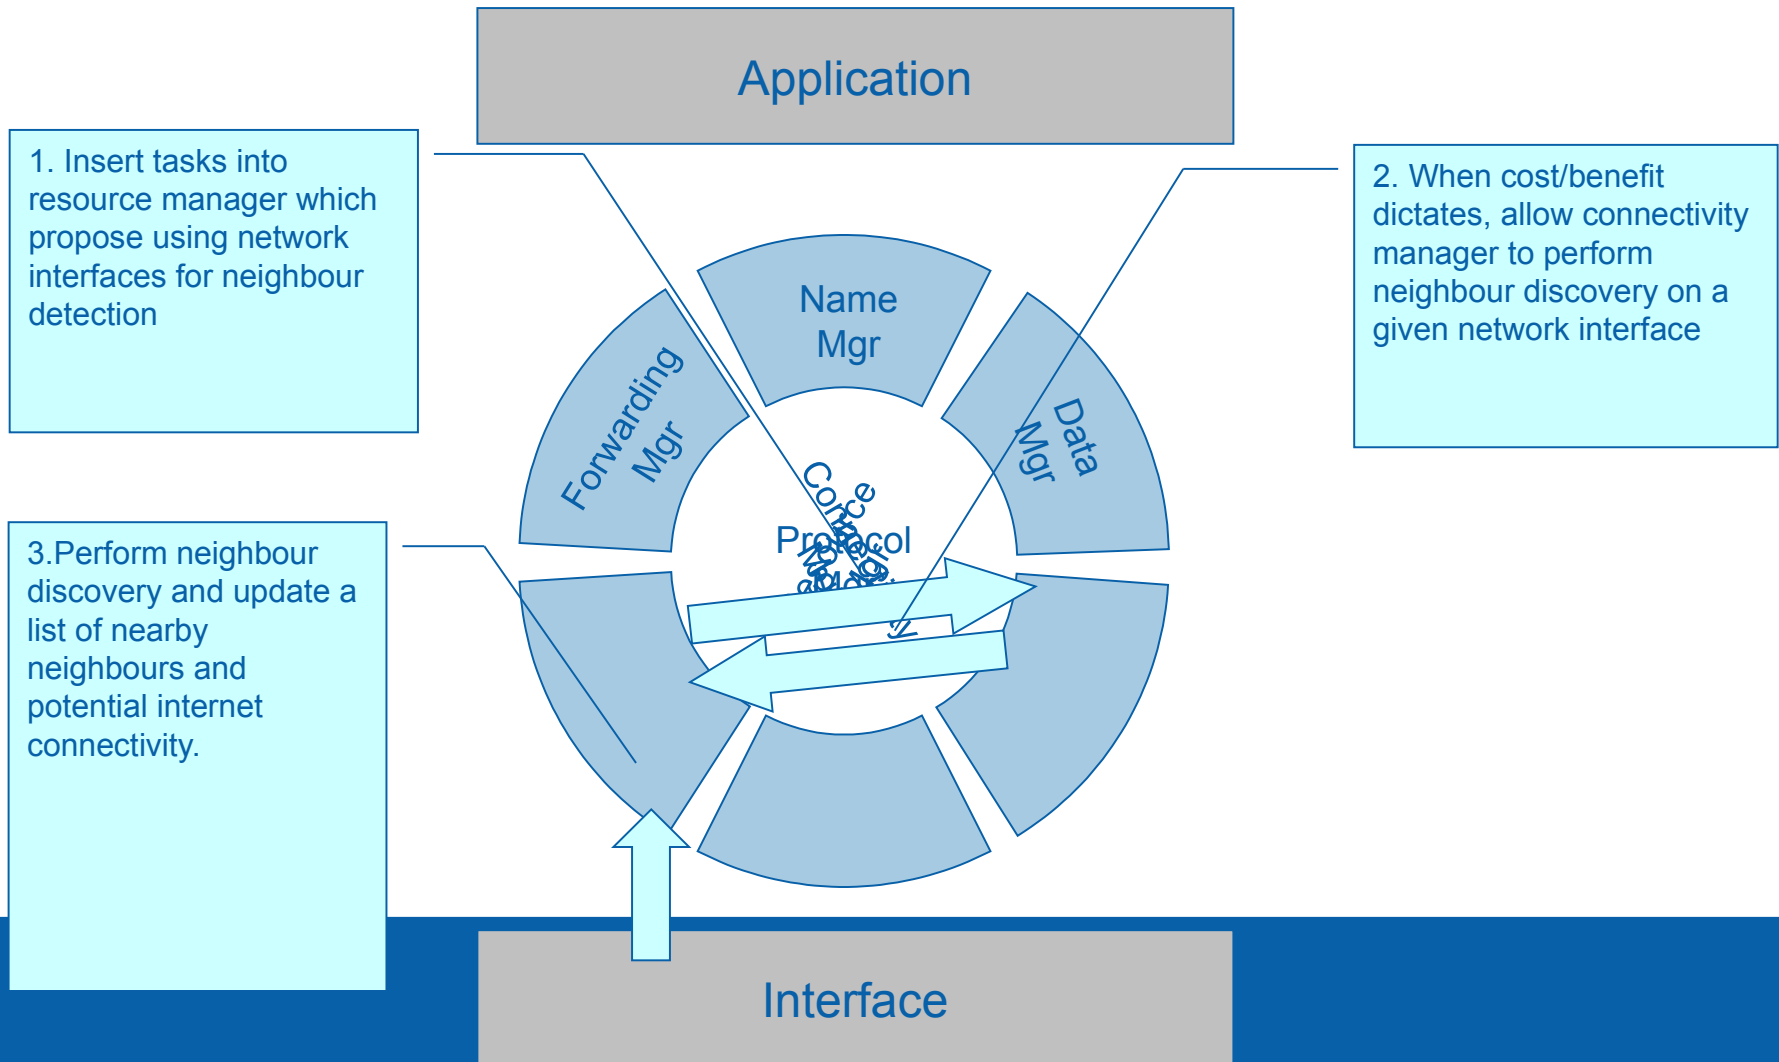 Application
1. Insert tasks into
resource manager which
propose using network
interfaces for neighbour
detection
2. When cost/benefit
dictates, allow connectivity
manager to perform
neighbour discovery on a
given network interface
Name
Mgr
Forwarding
Mgr
Data
Mgr
Protocol
Mgr
3.Perform neighbour
discovery and update a
list of nearby
neighbours and
potential internet
connectivity.
Interface